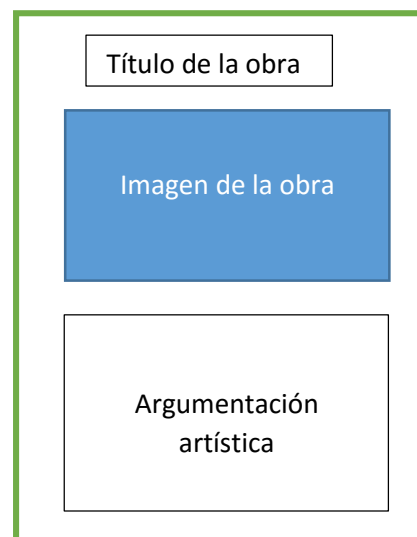 Título de la obra
Imagen de la obra
Argumentación
artística